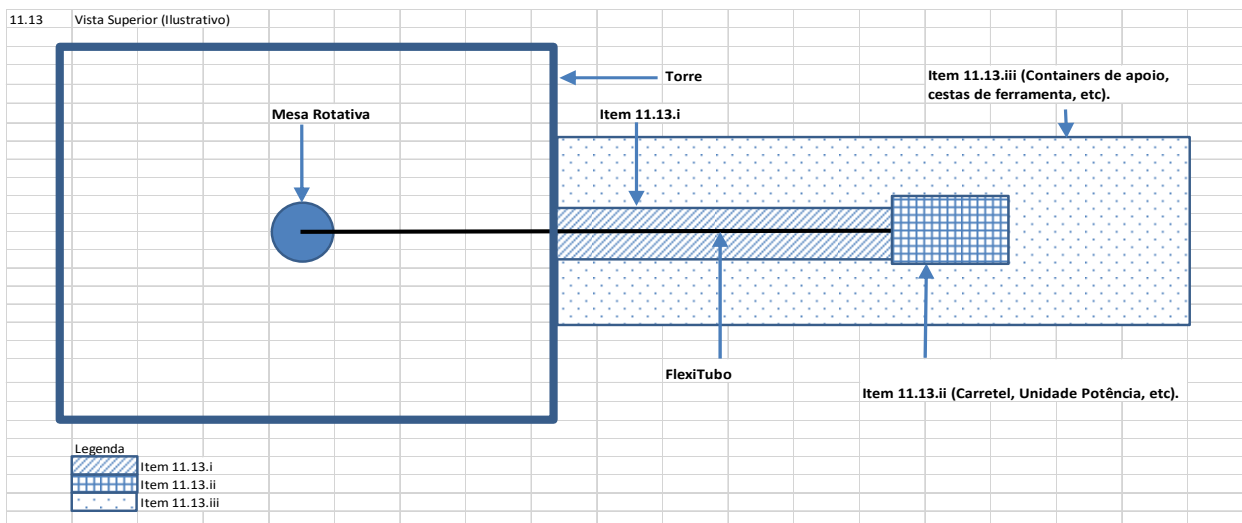 11.13 Vista Superior (Ilustrativo)
Torre
Item 11.13.iii (Containers de apoio,
cestas de ferramenta, etc).
Mesa Rotativa
Item 11.13.i
FlexiTubo
Item 11.13.ii (Carretel, Unidade Potência, etc).
Legenda
Item 11.13.i
Item 11.13.ii
Item 11.13.iii